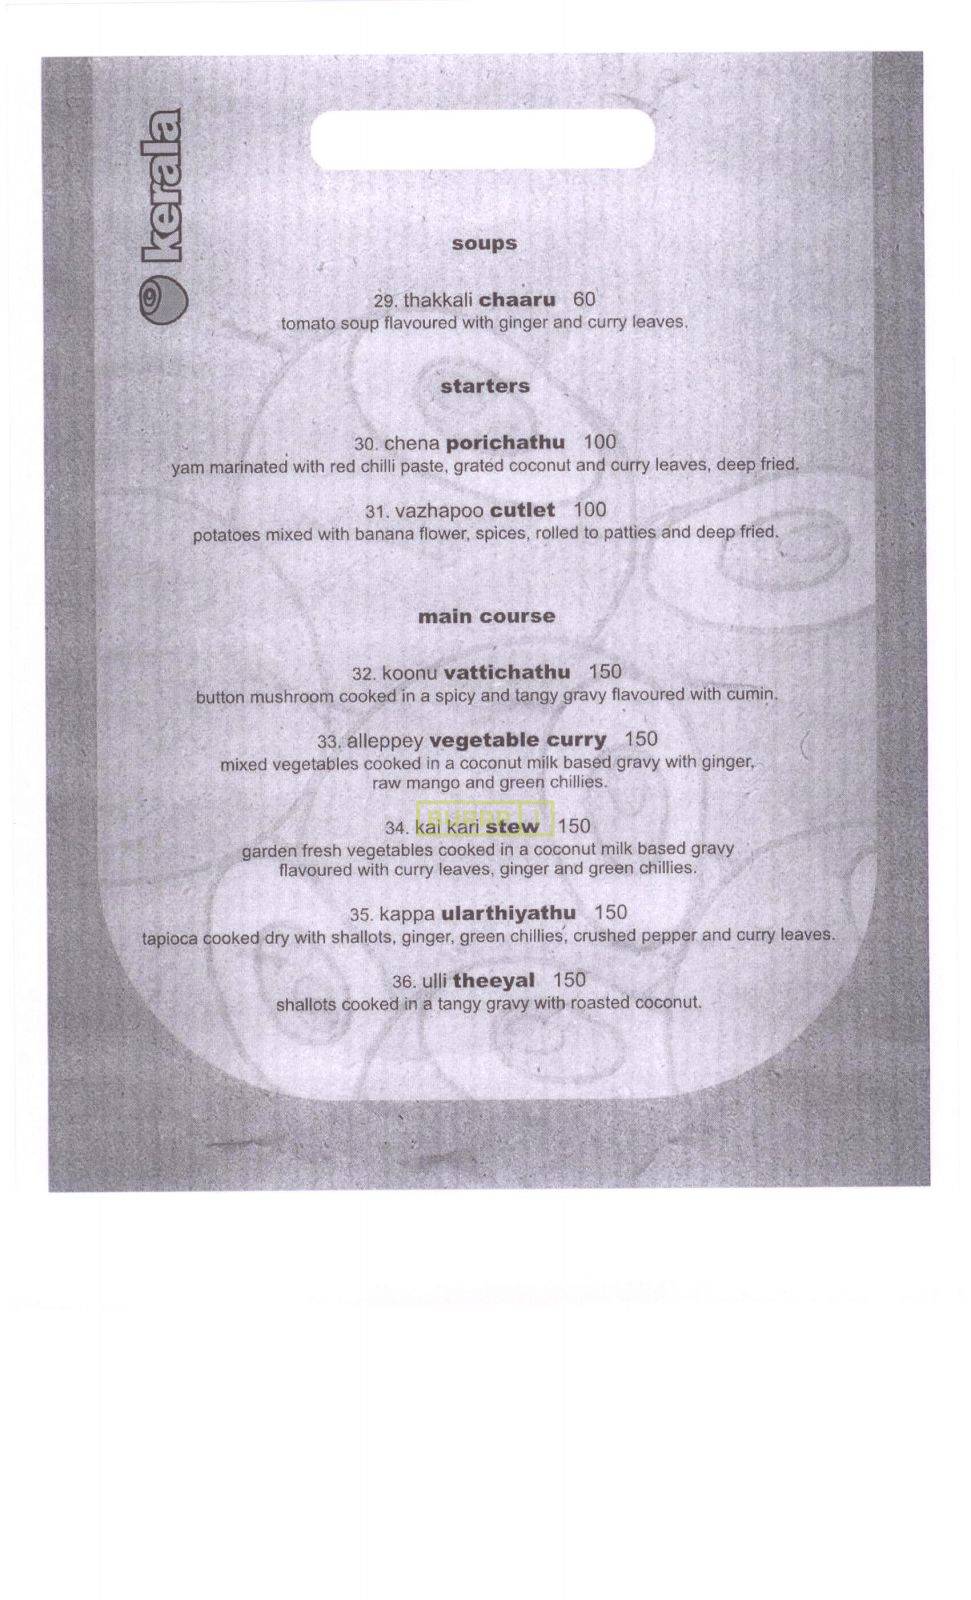 kerala
soups
29. thakkali chaaru 60
tomato soup flavoured with ginger and curry leaves.
starters
30. chena porichathu 100
yam marinated with red chilli paste, grated coconut and curry leaves, deep fried.
31. vazhapoo cutlet 100
potatoes mixed with banana flower, spices, rolled to patties and deep fried.
main course
32. koonu vattichathu 150
button mushroom cooked in a spicy and tangy gravy flavoured with cumin.
33. alleppey vegetable curry 150
mixed vegetables cooked in a coconut milk based gravy with ginger,
raw mango and green chillies.
34. kai kari stew 150
garden fresh vegetables cooked in a coconut milk based gravy
flavoured with curry leaves, ginger and green chillies.
35. kappa ularthiyathu 150
tapioca cooked dry with shallots, ginger, green chillies, crushed pepper and curry leaves.
36. ulli theeyal 150
shallots cooked in a tangy gravy with roasted coconut.